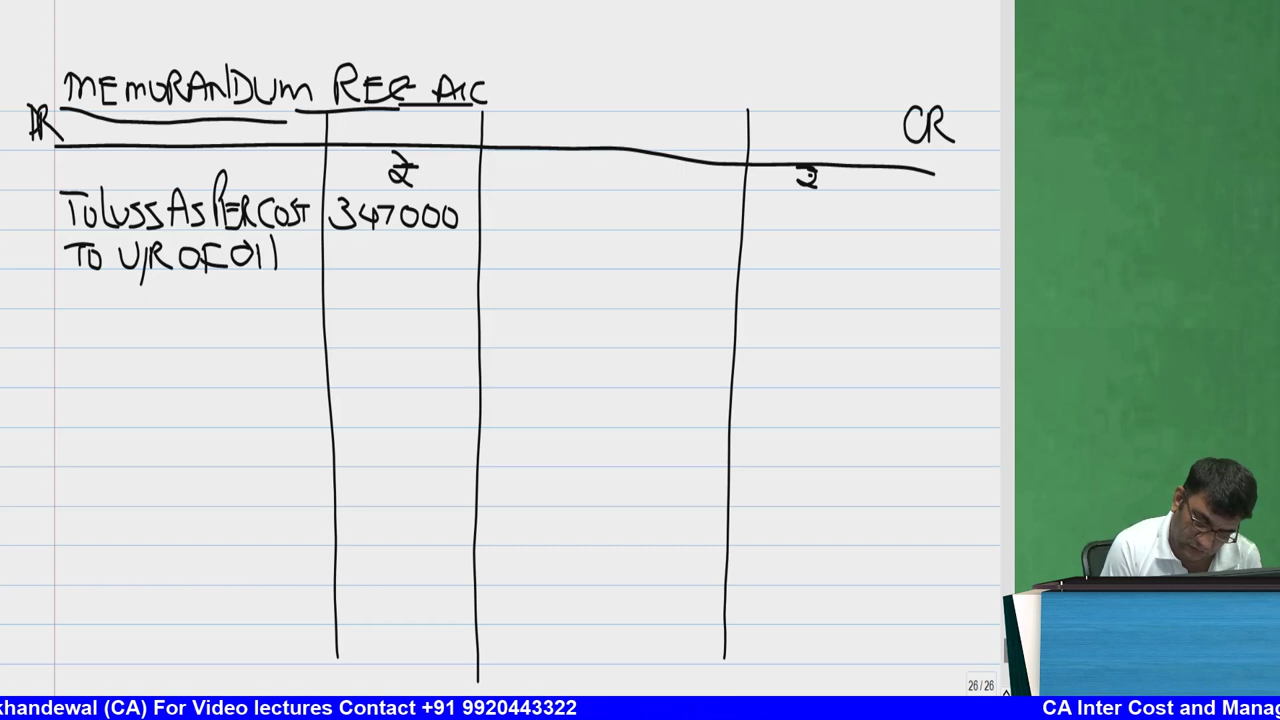 MEMORANDUM REC A/C
DR
CR
₹
₹
TO LOSS AS PER COST 347000
TO U/R OF OH
26 / 26
khandewal (CA) For Video lectures Contact +91 9920443322
CA Inter Cost and Manag